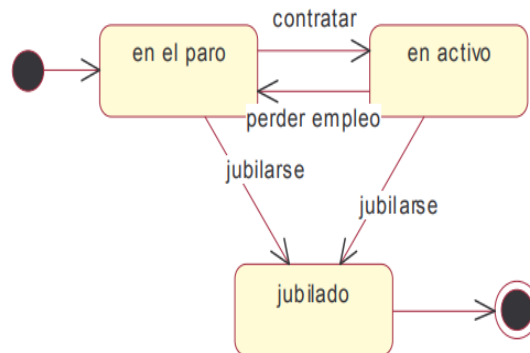 contratar
en el paro
en activo
perder empleo
jubilarse
jubilarse
jubilado